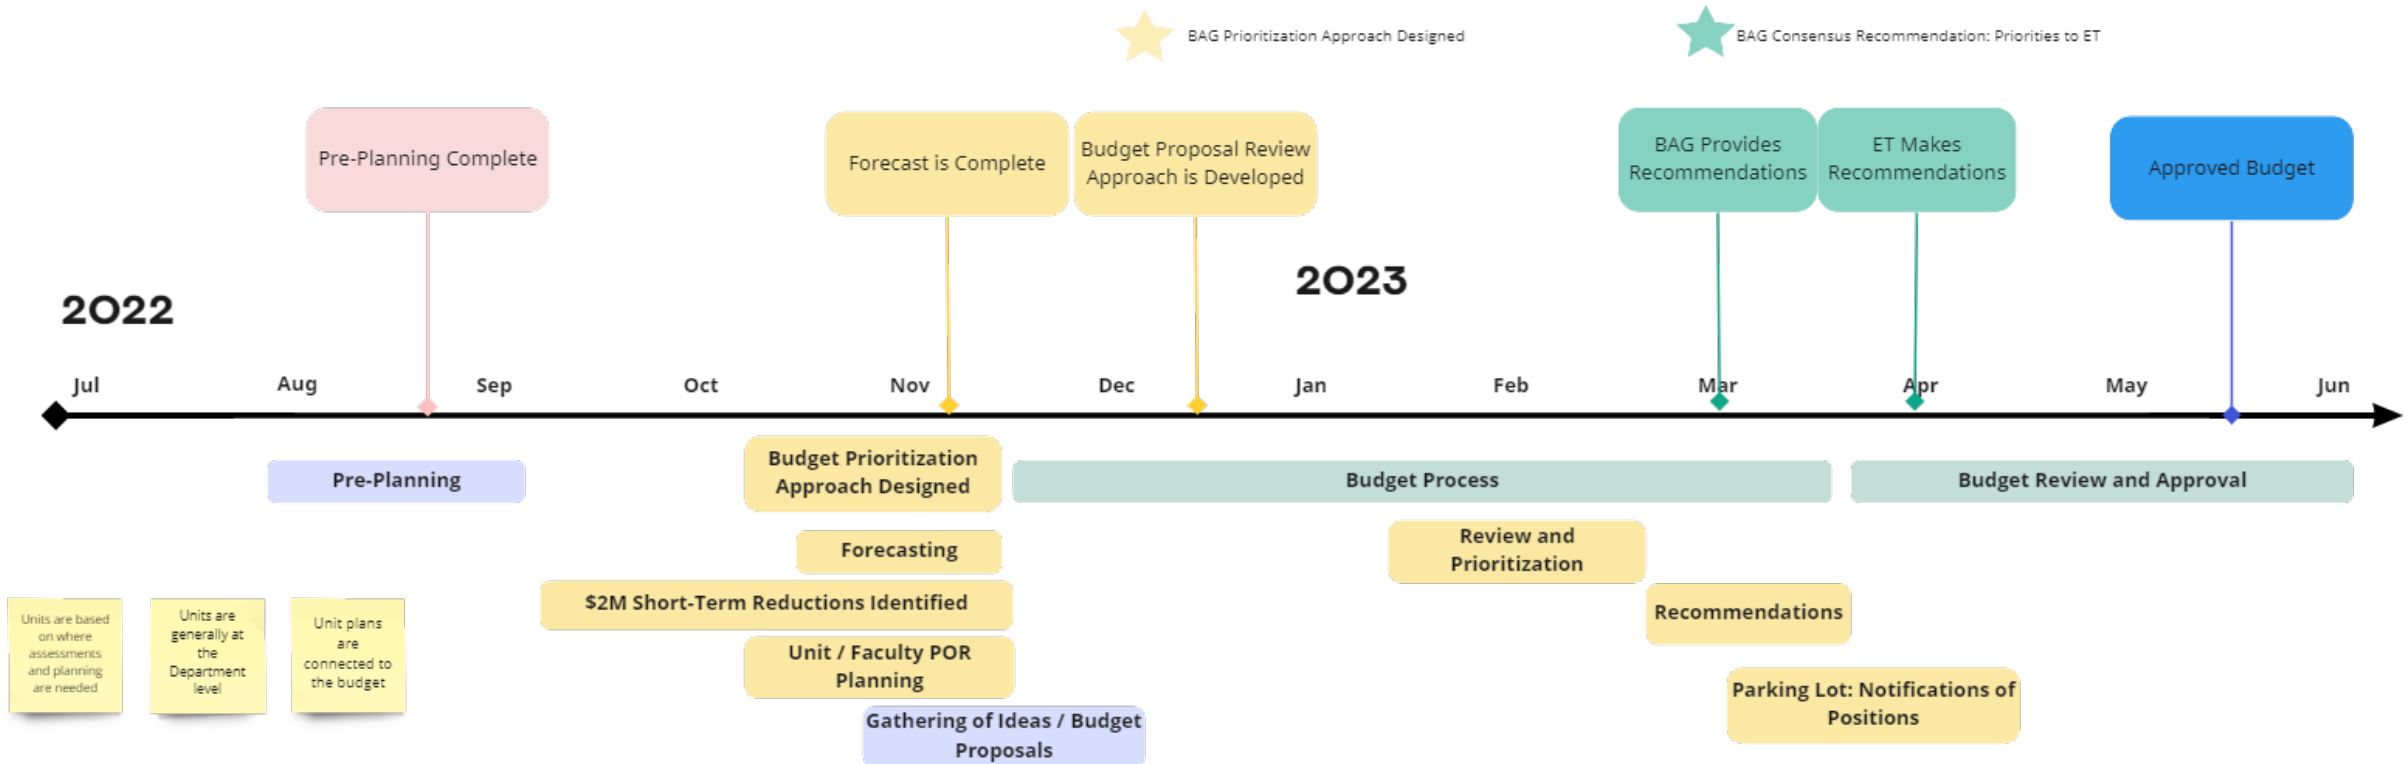 BAG Prioritization Approach Designed
BAG Consensus Recommendation: Priorities to ET
Pre-Planning Complete
Forecast is Complete
Budget Proposal Review
Approach is Developed
BAG Provides
Recommendations
ET Makes
Recommendations
Approved Budget
2022
2023
Jul
Aug
Sep
Oct
Nov
Dec
Jan
Feb
Mar
Apr
May
Jun
Pre-Planning
Budget Prioritization
Approach Designed
Budget Process
Budget Review and Approval
Forecasting
Review and
Prioritization
$2M Short-Term Reductions Identified
Recommendations
Units are based
on where
assessments
and planning
are needed
Units are
generally at
the
Department
level
Unit plans
are
connected to
the budget
Unit / Faculty POR
Planning
Parking Lot: Notifications of
Positions
Gathering of Ideas / Budget
Proposals